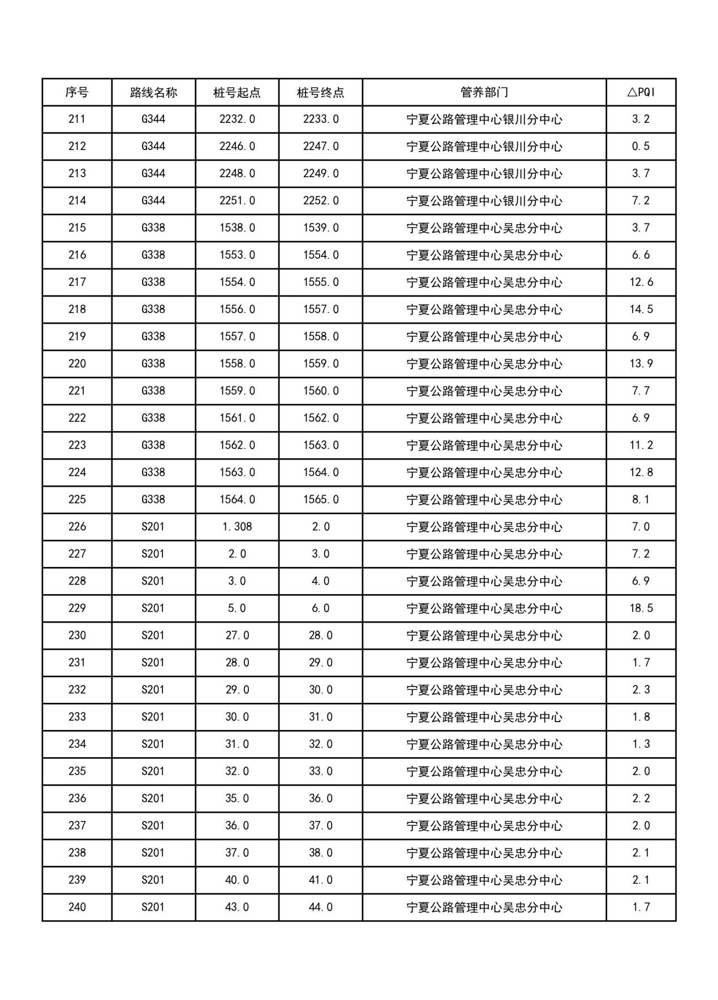 序号 路线名称 桩号起点 桩号终点 管养部门 △PQI
211 G344 2232.0 2233.0 宁夏公路管理中心银川分中心 3.2
212 G344 2246.0 2247.0 宁夏公路管理中心银川分中心 0.5
213 G344 2248.0 2249.0 宁夏公路管理中心银川分中心 3.7
214 G344 2251.0 2252.0 宁夏公路管理中心银川分中心 7.2
215 G338 1538.0 1539.0 宁夏公路管理中心吴忠分中心 3.7
216 G338 1553.0 1554.0 宁夏公路管理中心吴忠分中心 6.6
217 G338 1554.0 1555.0 宁夏公路管理中心吴忠分中心 12.6
218 G338 1556.0 1557.0 宁夏公路管理中心吴忠分中心 14.5
219 G338 1557.0 1558.0 宁夏公路管理中心吴忠分中心 6.9
220 G338 1558.0 1559.0 宁夏公路管理中心吴忠分中心 13.9
221 G338 1559.0 1560.0 宁夏公路管理中心吴忠分中心 7.7
222 G338 1561.0 1562.0 宁夏公路管理中心吴忠分中心 6.9
223 G338 1562.0 1563.0 宁夏公路管理中心吴忠分中心 11.2
224 G338 1563.0 1564.0 宁夏公路管理中心吴忠分中心 12.8
225 G338 1564.0 1565.0 宁夏公路管理中心吴忠分中心 8.1
226 S201 1.308 2.0 宁夏公路管理中心吴忠分中心 7.0
227 S201 2.0 3.0 宁夏公路管理中心吴忠分中心 7.2
228 S201 3.0 4.0 宁夏公路管理中心吴忠分中心 6.9
229 S201 5.0 6.0 宁夏公路管理中心吴忠分中心 18.5
230 S201 27.0 28.0 宁夏公路管理中心吴忠分中心 2.0
231 S201 28.0 29.0 宁夏公路管理中心吴忠分中心 1.7
232 S201 29.0 30.0 宁夏公路管理中心吴忠分中心 2.3
233 S201 30.0 31.0 宁夏公路管理中心吴忠分中心 1.8
234 S201 31.0 32.0 宁夏公路管理中心吴忠分中心 1.3
235 S201 32.0 33.0 宁夏公路管理中心吴忠分中心 2.0
236 S201 35.0 36.0 宁夏公路管理中心吴忠分中心 2.2
237 S201 36.0 37.0 宁夏公路管理中心吴忠分中心 2.0
238 S201 37.0 38.0 宁夏公路管理中心吴忠分中心 2.1
239 S201 40.0 41.0 宁夏公路管理中心吴忠分中心 2.1
240 S201 43.0 44.0 宁夏公路管理中心吴忠分中心 1.7